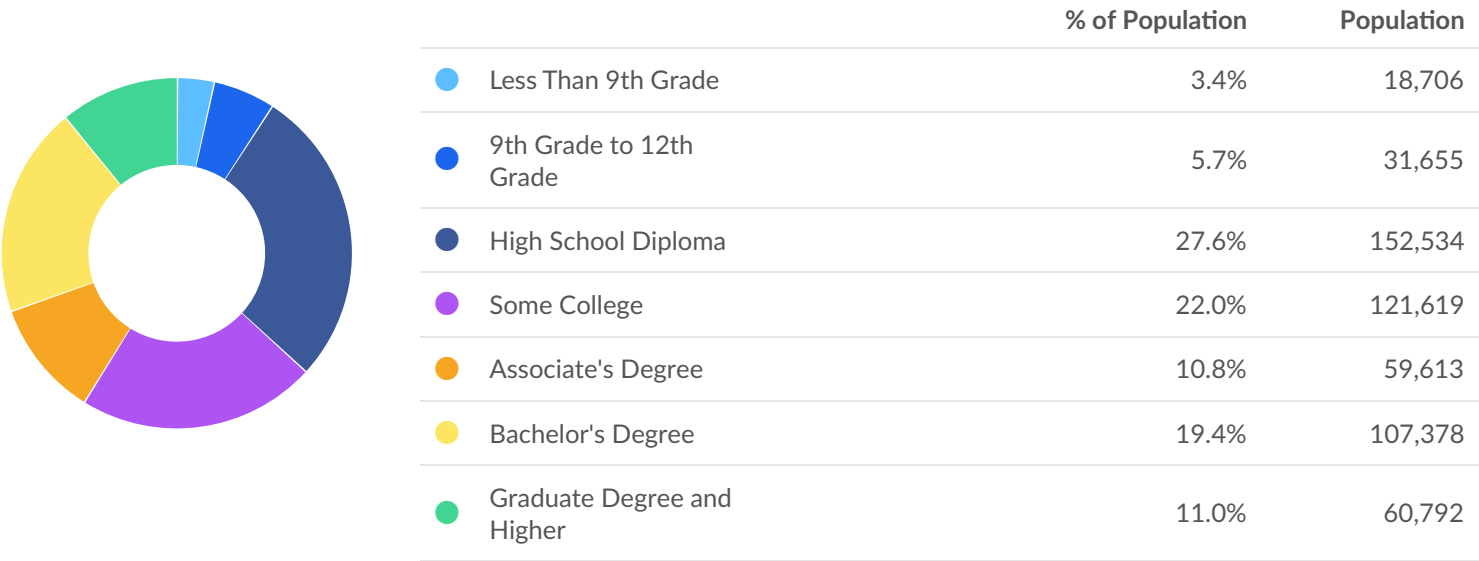 % of Population Population
Less Than 9th Grade 3.4% 18,706
9th Grade to 12th
Grade 5.7% 31,655
High School Diploma 27.6% 152,534
Some College 22.0% 121,619
Associate's Degree 10.8% 59,613
Bachelor's Degree 19.4% 107,378
Graduate Degree and
Higher 11.0% 60,792